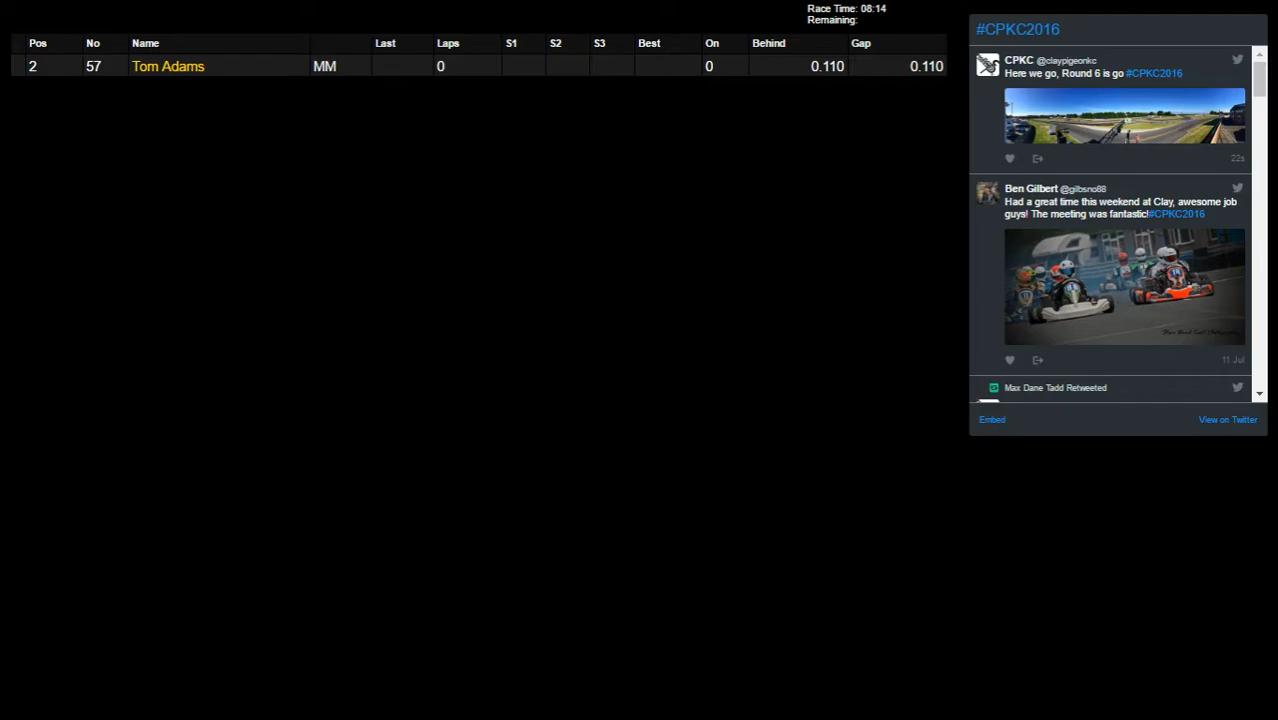 Race Time: 08:14
Remaining:
Pos No Name Last Laps S1 S2 S3 Best On Behind Gap
2 57 Tom Adams MM 0 0 0.110 0.110
#CPKC2016
CPKC @claypigeonkc
Here we go, Round 6 is go #CPKC2016
22s
Ben Gilbert @gilbsno88
Had a great time this weekend at Clay, awesome job
guys! The meeting was fantastic!#CPKC2016
11 Jul
Max Dane Tadd Retweeted
Embed View on Twitter